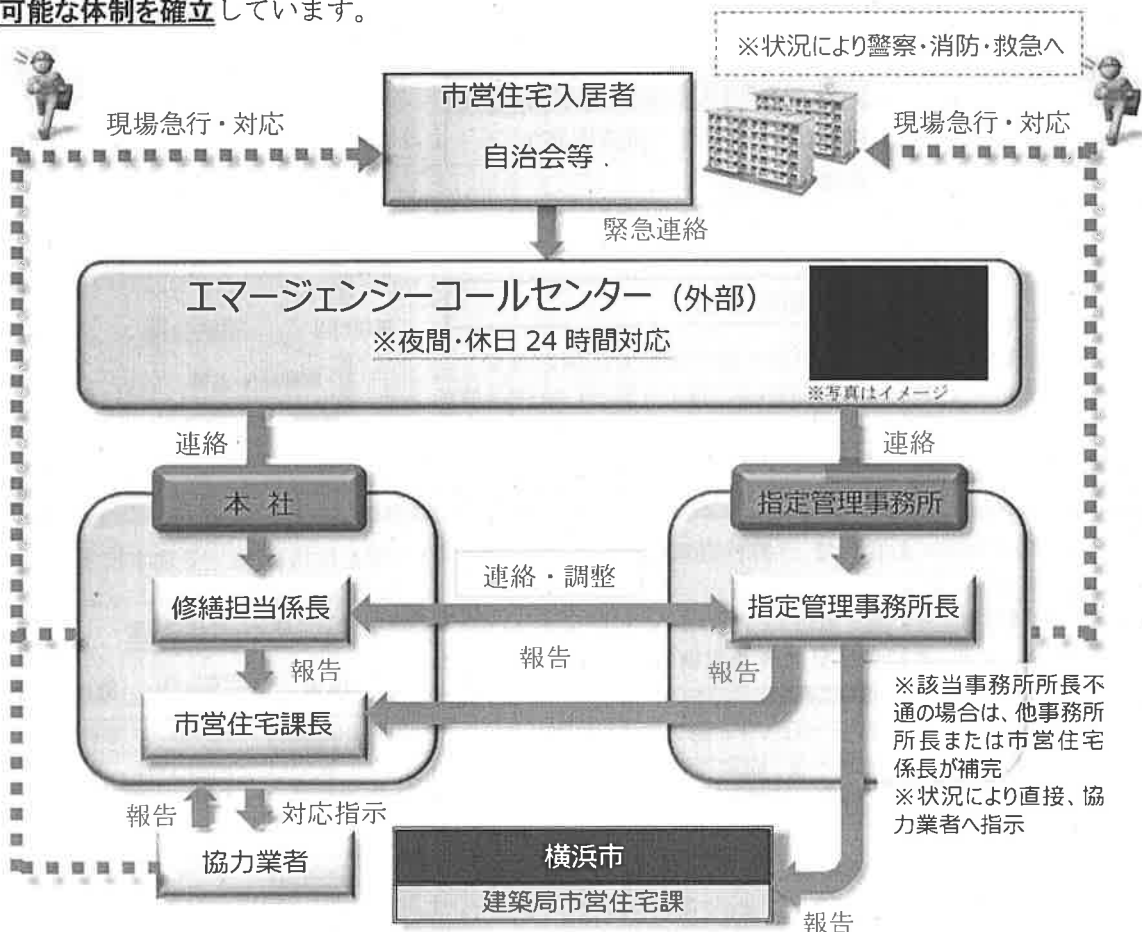 可能な体制を確立しています。
※状況により警察・消防・救急へ
市営住宅入居者
自治会等
現場急行・対応
現場急行・対応
緊急連絡
エマージェンシーコールセンター（外部）
※夜間・休日 24 時間対応
※写真はイメージ
連絡
連絡
本 社
指定管理事務所
連絡・調整
修繕担当係長
指定管理事務所長
報告
報告
報告
市営住宅課長
※該当事務所所長不
通の場合は、他事務所
所長または市営住宅
係長が補完
※状況により直接、協
力業者へ指示
報告
対応指示
協力業者
横浜市
建築局市営住宅課
報告